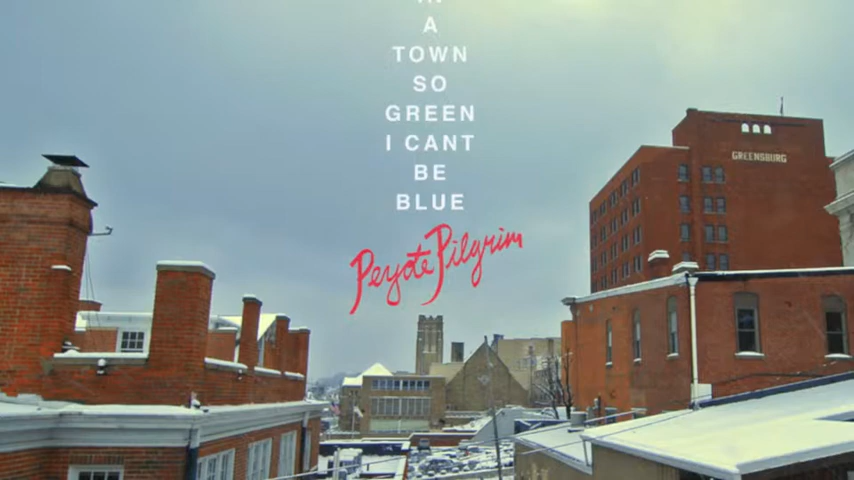 A
TOWN
SO
GREEN
I CANT
BE
BLUE
Peyote Pilgrim
GREENSBURG